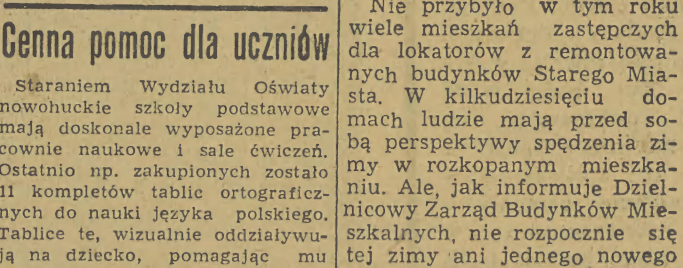 Cenna pomoc dla uczniów
Staraniem Wydziału Oświaty
nowohuckie szkoły podstawowe
mają doskonale wyposażone pra-
cownie naukowe i sale ćwiczeń.
Ostatnio np. zakupionych zostało
11 kompletów tablic ortograficz-
nych do nauki języka polskiego.
Tablice te, wizualnie oddziaływu-
ją na dziecko, pomagając mu
Nie przybyło w tym roku
wiele mieszkań zastępczych
dla lokatorów z remontowa-
nych budynków Starego Mia-
sta. W kilkudziesięciu do-
mach ludzie mają przed so-
bą perspektywy spędzenia zi-
my w rozkopanym mieszka-
niu. Ale, jak informuje Dziel-
nicowy Zarząd Budynków Mie-
szkalnych, nie rozpocznie się
tej zimy ani jednego nowego